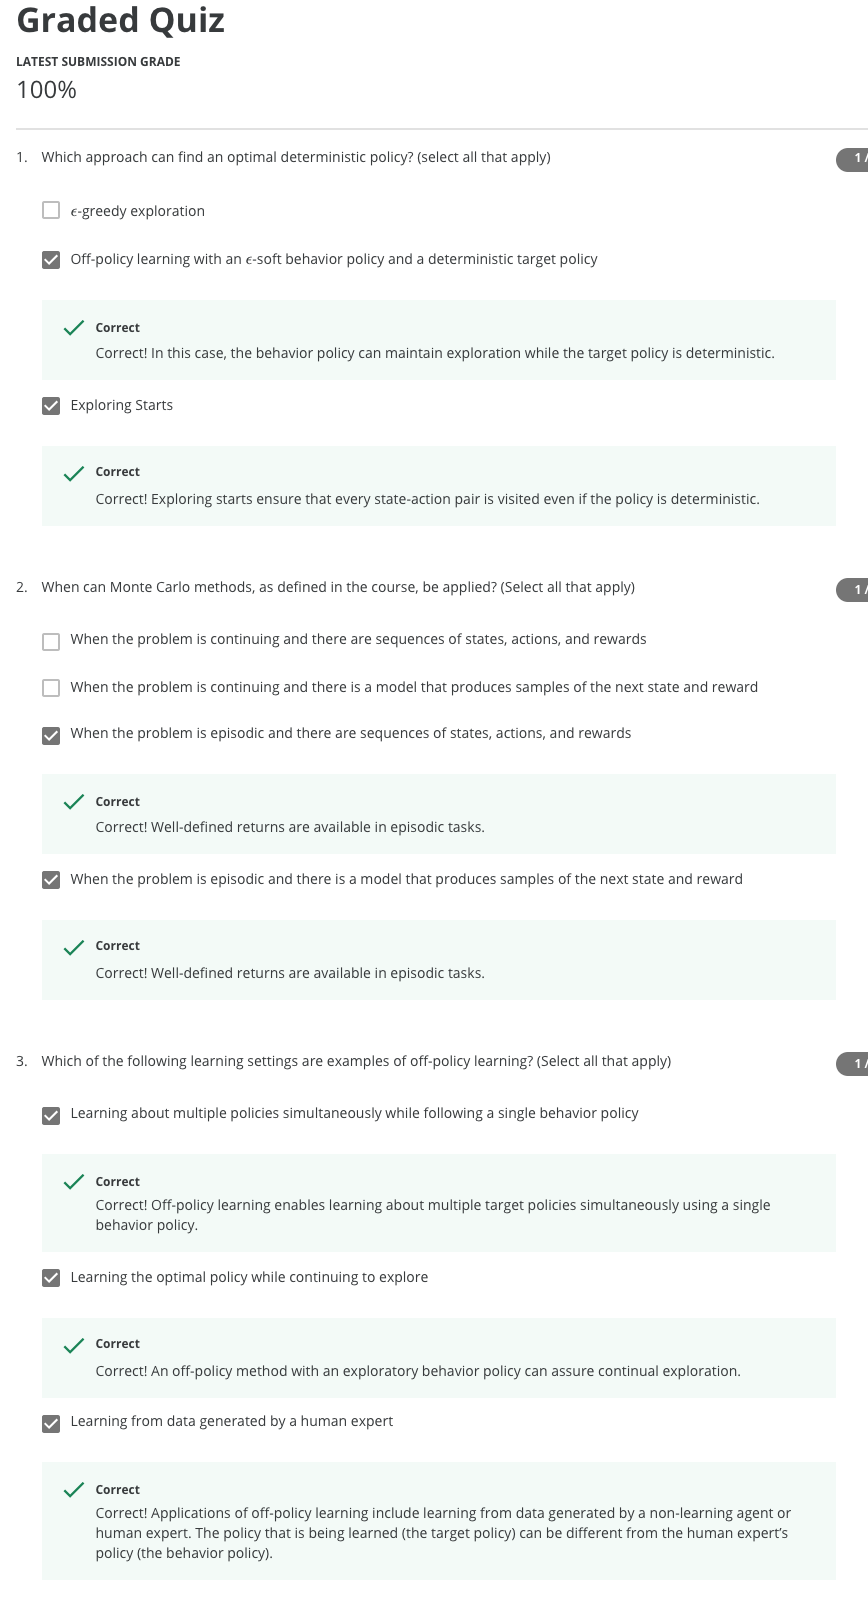 Graded Quiz
LATEST SUBMISSION GRADE
100%
1. Which approach can find an optimal deterministic policy? (select all that apply)
1 /
ϵ-greedy exploration
Off-policy learning with an ϵ-soft behavior policy and a deterministic target policy
Correct
Correct! In this case, the behavior policy can maintain exploration while the target policy is deterministic.
Exploring Starts
Correct
Correct! Exploring starts ensure that every state-action pair is visited even if the policy is deterministic.
2. When can Monte Carlo methods, as defined in the course, be applied? (Select all that apply)
1 /
When the problem is continuing and there are sequences of states, actions, and rewards
When the problem is continuing and there is a model that produces samples of the next state and reward
When the problem is episodic and there are sequences of states, actions, and rewards
Correct
Correct! Well-defined returns are available in episodic tasks.
When the problem is episodic and there is a model that produces samples of the next state and reward
Correct
Correct! Well-defined returns are available in episodic tasks.
3. Which of the following learning settings are examples of off-policy learning? (Select all that apply)
1 /
Learning about multiple policies simultaneously while following a single behavior policy
Correct
Correct! Off-policy learning enables learning about multiple target policies simultaneously using a single
behavior policy.
Learning the optimal policy while continuing to explore
Correct
Correct! An off-policy method with an exploratory behavior policy can assure continual exploration.
Learning from data generated by a human expert
Correct
Correct! Applications of off-policy learning include learning from data generated by a non-learning agent or
human expert. The policy that is being learned (the target policy) can be different from the human expert's
policy (the behavior policy).